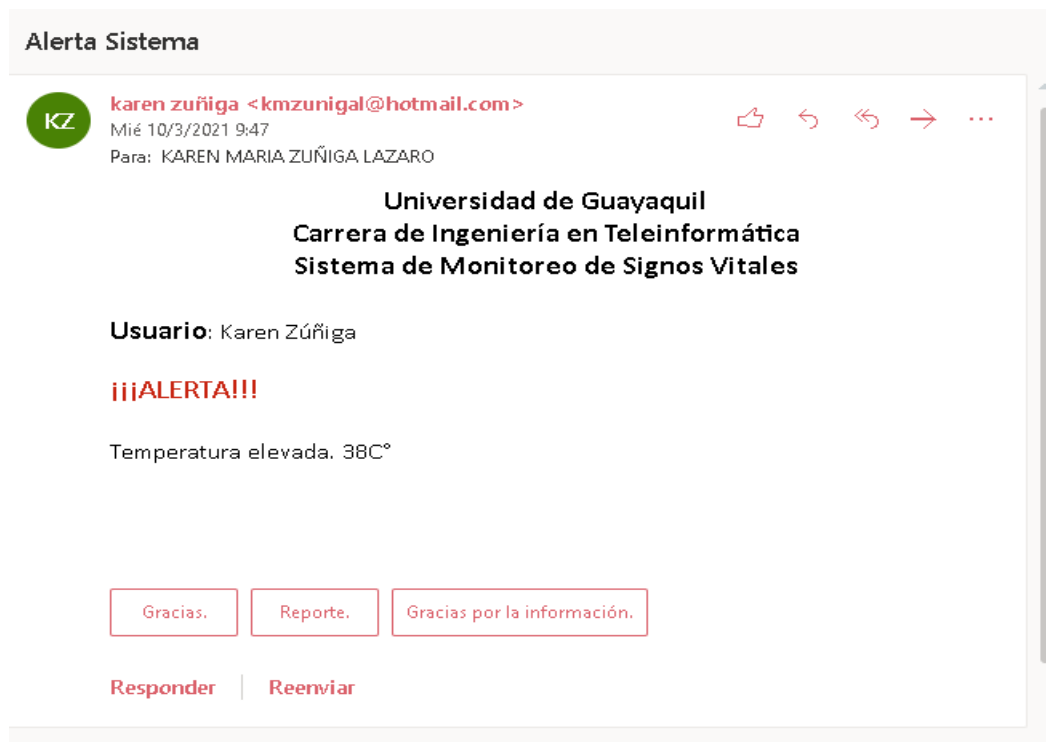 Alerta Sistema
KZ
karen zuñiga <kmzunigal@hotmail.com>
Mié 10/3/2021 9:47
Para: KAREN MARIA ZUÑIGA LAZARO
Universidad de Guayaquil
Carrera de Ingeniería en Teleinformática
Sistema de Monitoreo de Signos Vitales
Usuario: Karen Zúñiga
¡¡¡ALERTA!!!
Temperatura elevada. 38C°
Gracias. Reporte. Gracias por la información.
Responder Reenviar